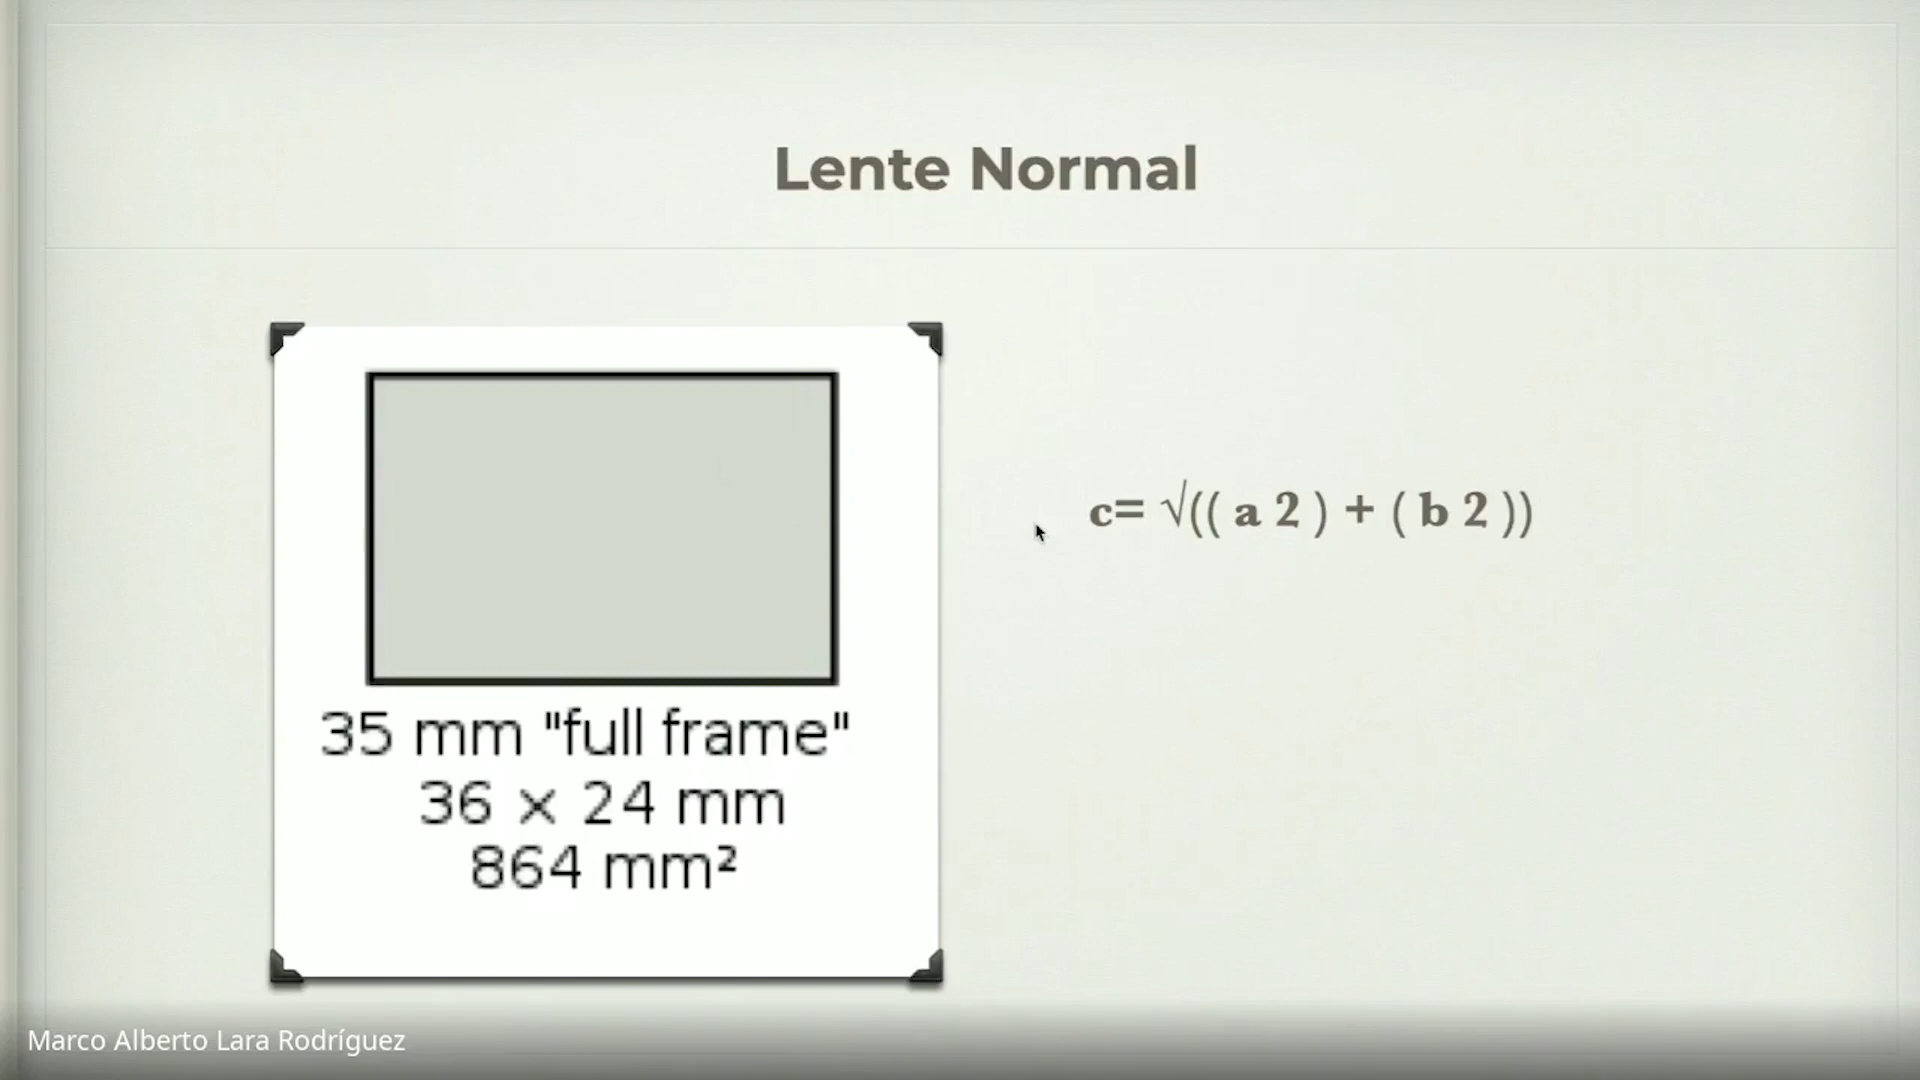 Lente Normal
35 mm "full frame"
36 × 24 mm
864 mm²
c= √(( a 2 ) + ( b 2 ))
Marco Alberto Lara Rodríguez